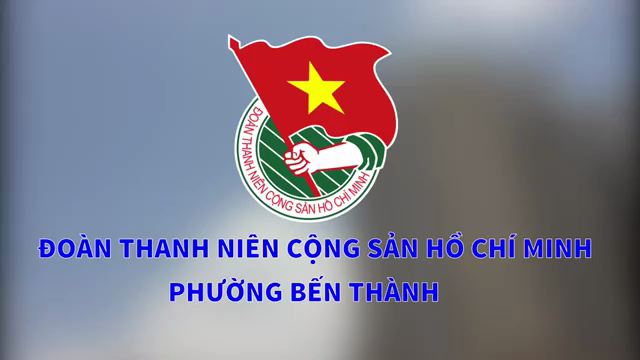 ĐOÀN THANH NIÊN CỘNG SẢN HỒ CHÍ MINH
ĐOÀN THANH NIÊN CỘNG SẢN HỒ CHÍ MINH
PHƯỜNG BẾN THÀNH